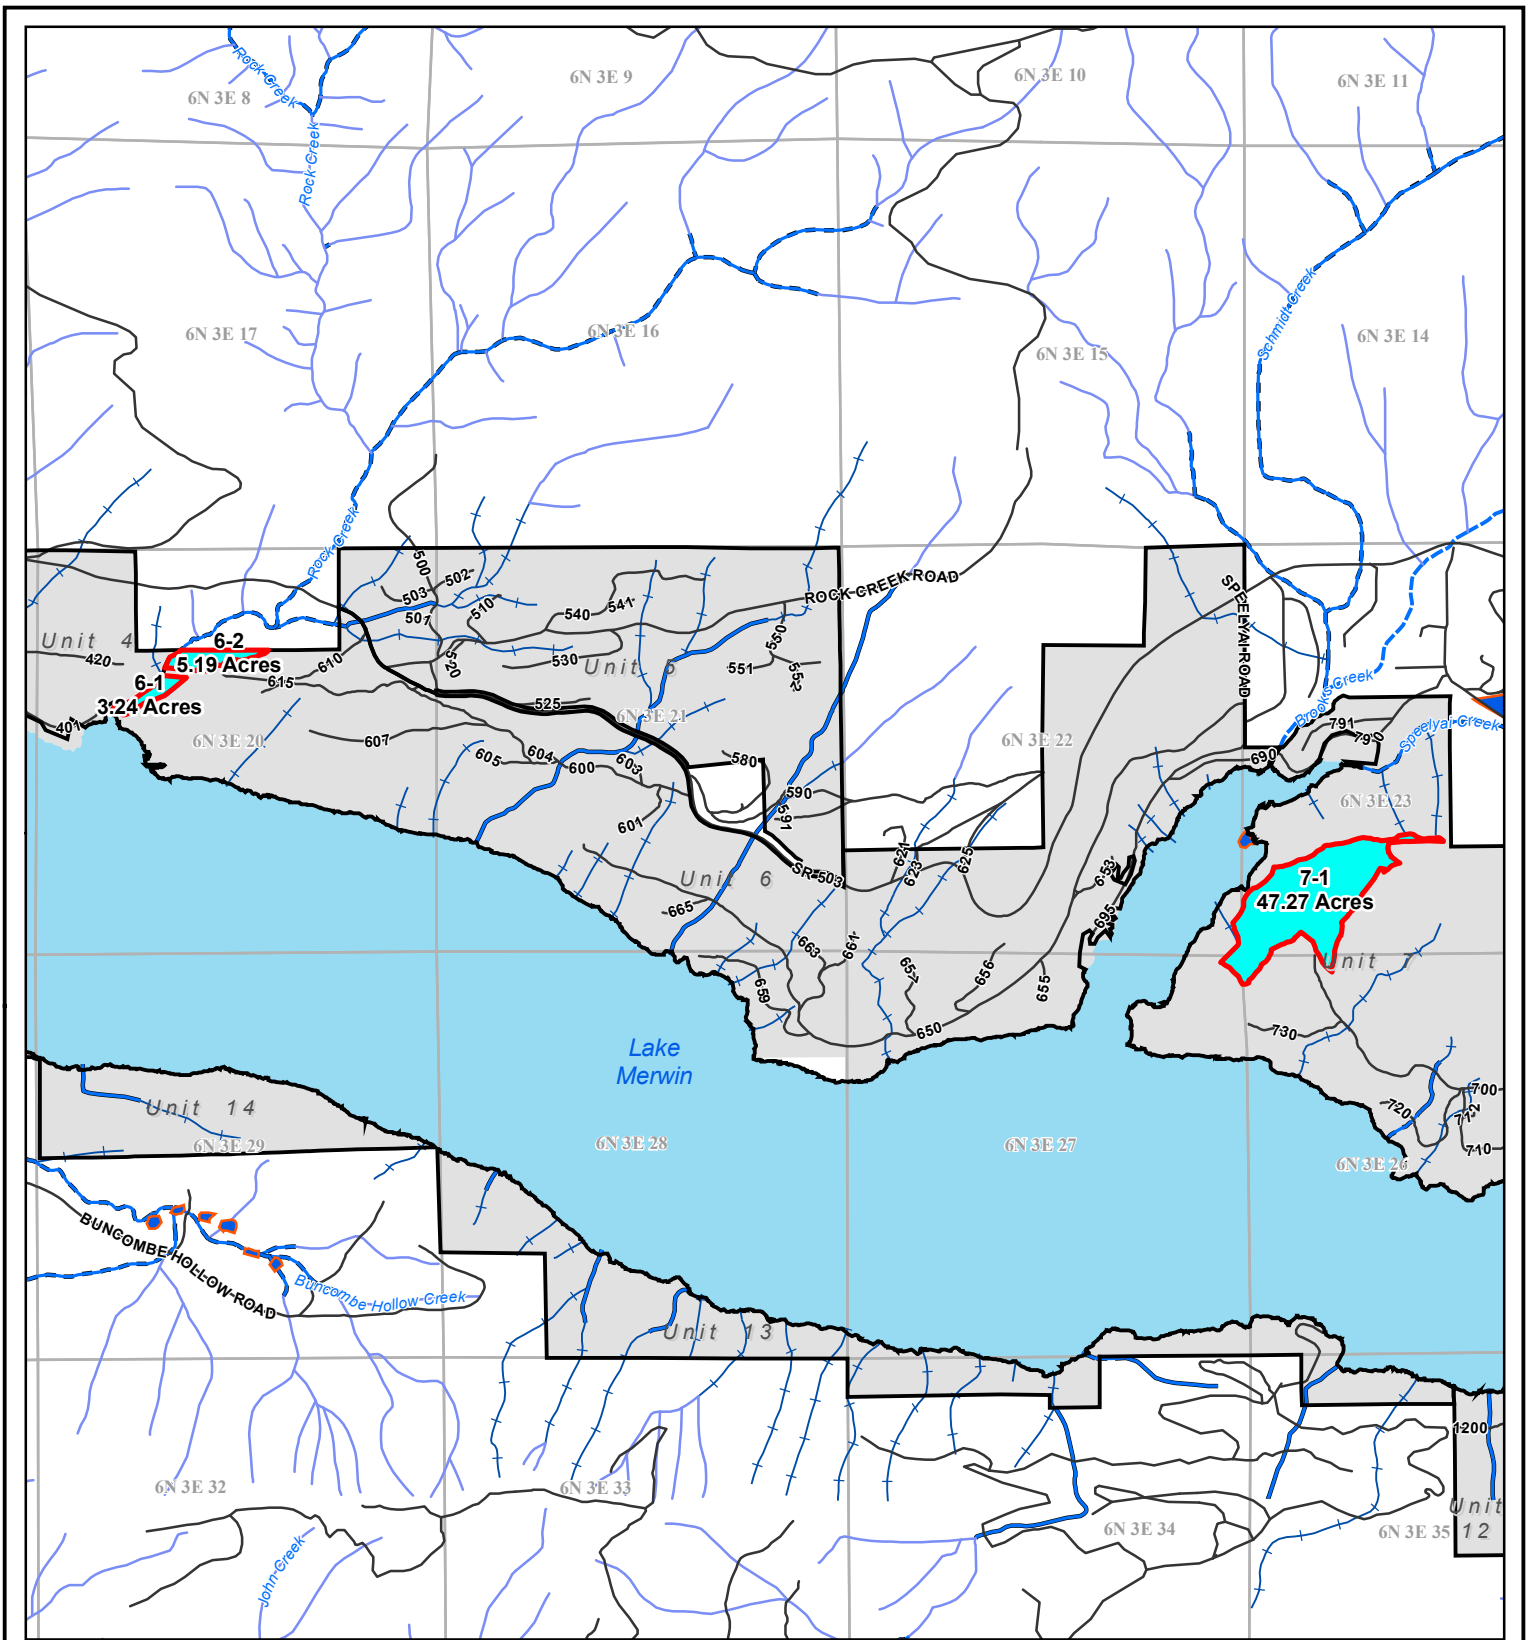 Rock Creek
6N 3E 8
6N 3E 9
6N 3E 10
6N 3E 11
Rock Creek
6N 3E 17
6N 3E 16
6N 3E 15
Schmidt Creek
6N 3E 14
Rock Creek
500
502
503
501
510
540
541
ROCK CREEK ROAD
SPEELYAI ROAD
Unit 4
420
6-2
5.19 Acres
6-1
3.24 Acres
401
610
615
520
530
Unit
550
551
552
525
6N 3E 21
6N 3E 20
607
605
604
600
603
580
590
591
601
6N 3E 22
Brooks Creek
791
790
Speelyai Creek
690
6N 3E 23
SR 503
621
623
625
653
695
7-1
47.27 Acres
Unit 7
Unit 6
665
663
661
657
656
655
659
650
730
Lake
Merwin
700
720
712
710
Unit 14
6N 3E 29
6N 3E 28
6N 3E 27
6N 3E 26
BUNCOMBE HOLLOW ROAD
Buncombe Hollow Creek
Unit 13
1200
6N 3E 32
6N 3E 33
6N 3E 34
6N 3E 35
Unit
12
John Creek